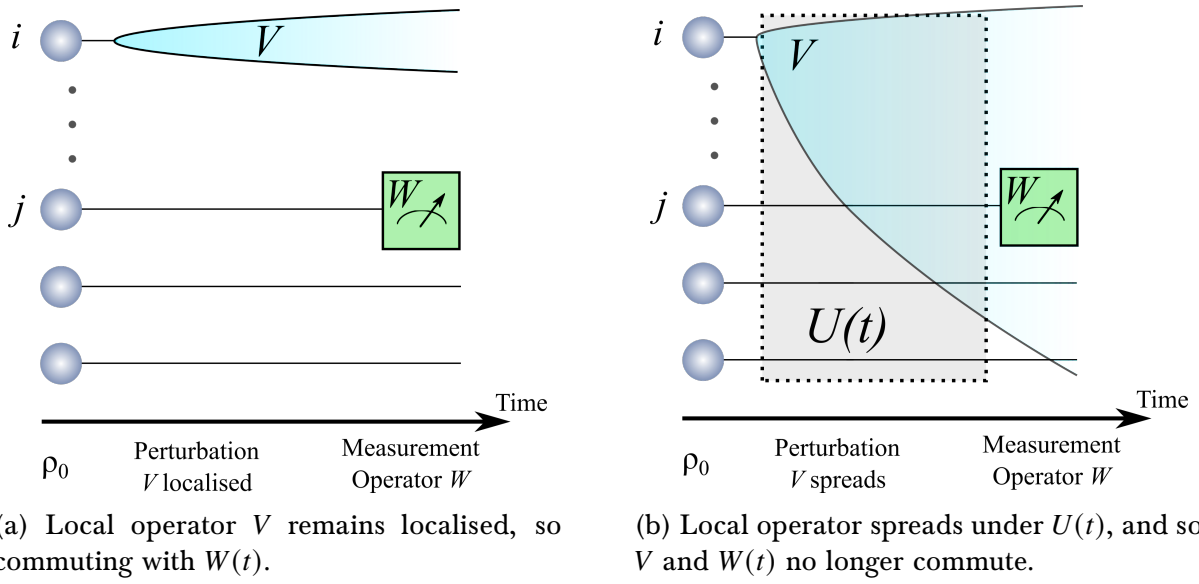 i
V
j
W
Time
ρ0
Perturbation
V localised
Measurement
Operator W
(a) Local operator V remains localised, so
commuting with W(t).
i
V
j
W
U(t)
Time
ρ0
Perturbation
V spreads
Measurement
Operator W
(b) Local operator spreads under U(t), and so
V and W(t) no longer commute.